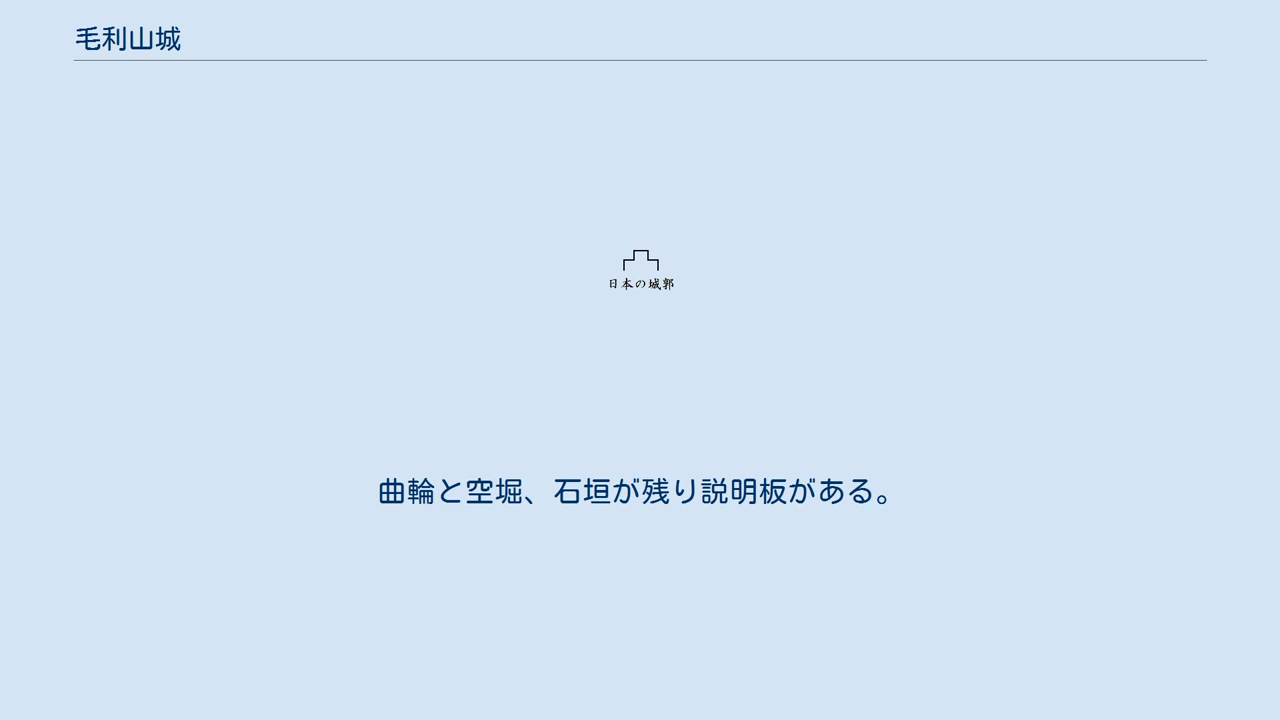 毛利山城
日本の城郭
曲輪と空堀、石垣が残り説明板がある。